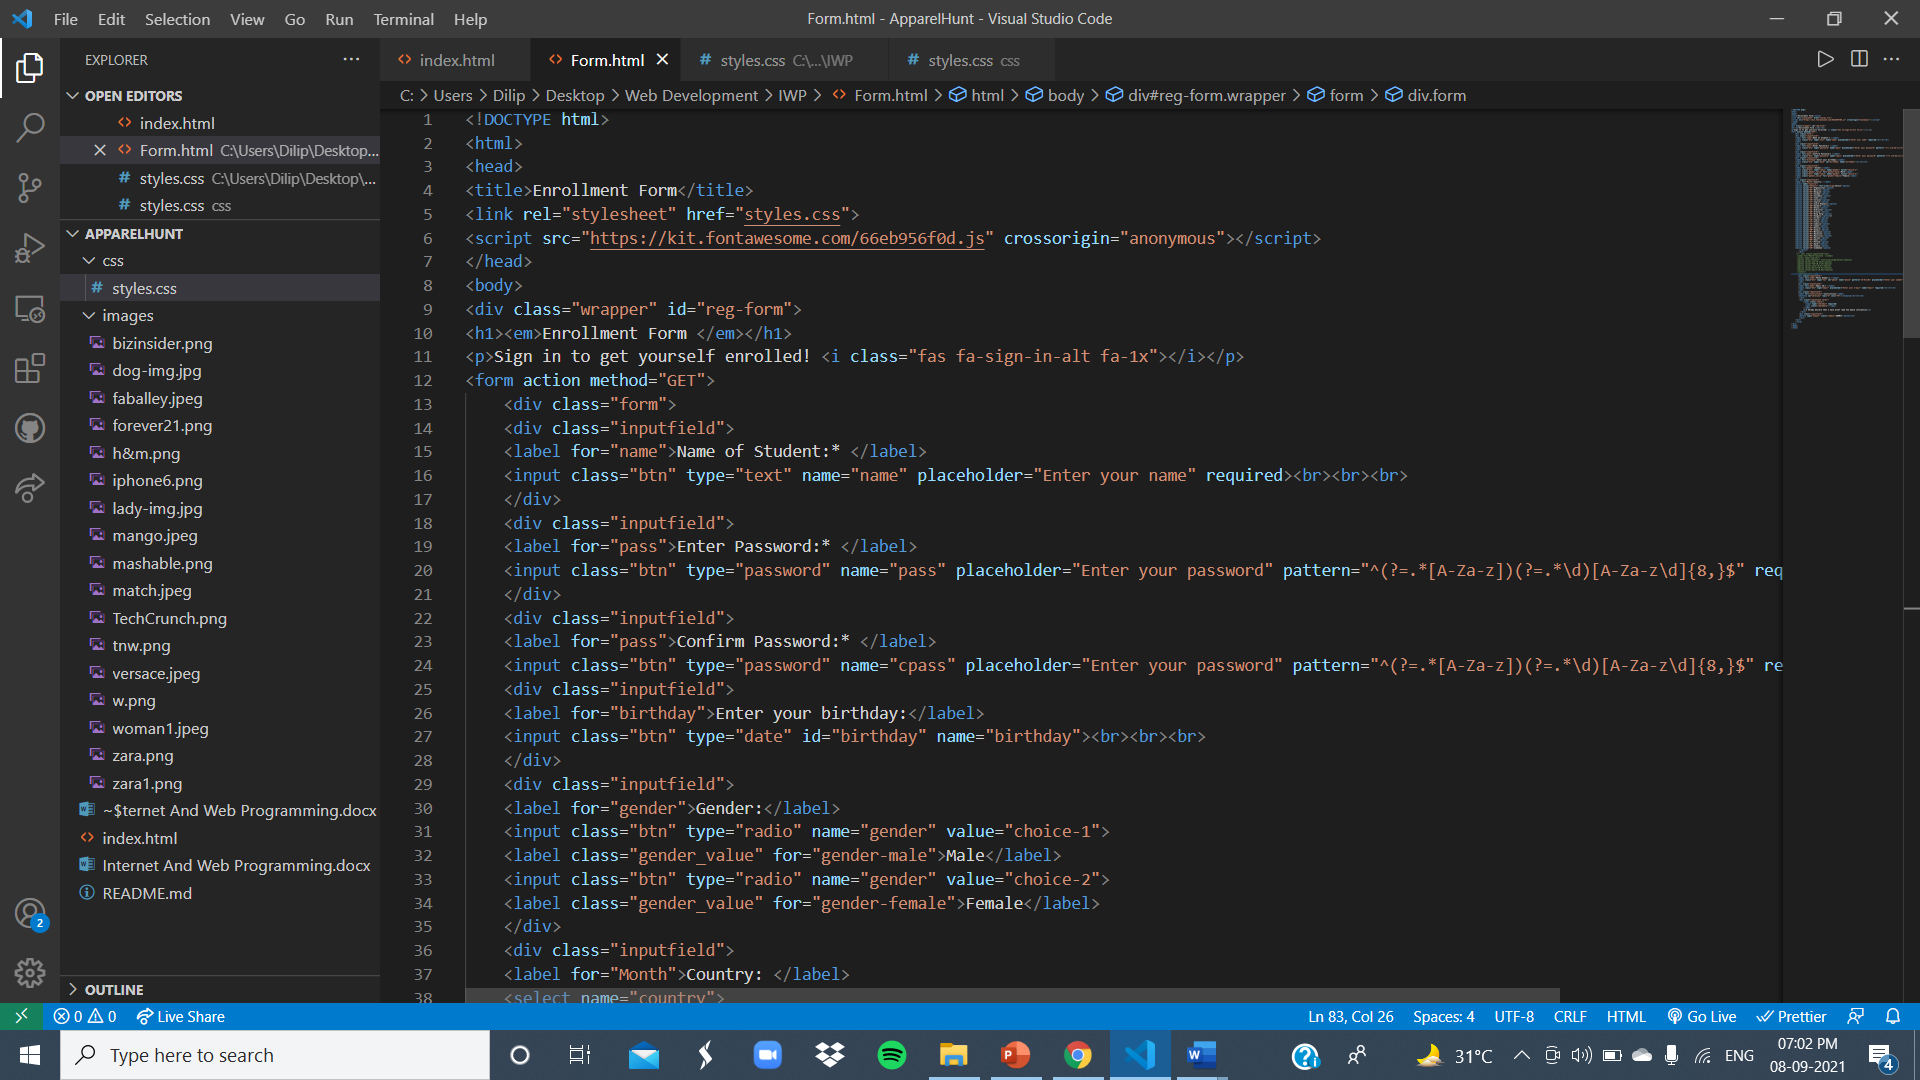 File Edit Selection View Go Run Terminal Help
Form.html - ApparelHunt - Visual Studio Code
EXPLORER
OPEN EDITORS
index.html
Form.html C:\Users\Dilip\Desktop...
styles.css C:\Users\Dilip\Desktop\...
styles.css css
APPARELHUNT
css
styles.css
images
bizinsider.png
dog-img.jpg
faballey.jpeg
forever21.png
h&m.png
iphone6.png
lady-img.jpg
mango.jpeg
mashable.png
match.jpeg
TechCrunch.png
tnw.png
versace.jpeg
w.png
woman1.jpeg
zara.png
zara1.png
~$ternet And Web Programming.docx
index.html
Internet And Web Programming.docx
README.md
OUTLINE
index.html Form.html styles.css C:\...\IWP styles.css css
C: > Users > Dilip > Desktop > Web Development > IWP > Form.html > html > body > div#reg-form.wrapper > form > div.form
1 <!DOCTYPE html>
2 <html>
3 <head>
4 <title>Enrollment Form</title>
5 <link rel="stylesheet" href="styles.css">
6 <script src="https://kit.fontawesome.com/66eb956f0d.js" crossorigin="anonymous"></script>
7 </head>
8 <body>
9 <div class="wrapper" id="reg-form">
10 <h1><em>Enrollment Form </em></h1>
11 <p>Sign in to get yourself enrolled! <i class="fas fa-sign-in-alt fa-1x"></i></p>
12 <form action method="GET">
13 <div class="form">
14 <div class="inputfield">
15 <label for="name">Name of Student:* </label>
16 <input class="btn" type="text" name="name" placeholder="Enter your name" required><br><br><br>
17 </div>
18 <div class="inputfield">
19 <label for="pass">Enter Password:* </label>
20 <input class="btn" type="password" name="pass" placeholder="Enter your password" pattern="^(?=.*[A-Za-z])(?=.*\d)[A-Za-z\d]{8,}$" req
21 </div>
22 <div class="inputfield">
23 <label for="pass">Confirm Password:* </label>
24 <input class="btn" type="password" name="cpass" placeholder="Enter your password" pattern="^(?=.*[A-Za-z])(?=.*\d)[A-Za-z\d]{8,}$" re
25 <div class="inputfield">
26 <label for="birthday">Enter your birthday:</label>
27 <input class="btn" type="date" id="birthday" name="birthday"><br><br><br>
28 </div>
29 <div class="inputfield">
30 <label for="gender">Gender:</label>
31 <input class="btn" type="radio" name="gender" value="choice-1">
32 <label class="gender_value" for="gender-male">Male</label>
33 <input class="btn" type="radio" name="gender" value="choice-2">
34 <label class="gender_value" for="gender-female">Female</label>
35 </div>
36 <div class="inputfield">
37 <label for="Month">Country: </label>
38 <select name="country">
0 0 Live Share
Ln 83, Col 26 Spaces: 4 UTF-8 CRLF HTML Go Live Prettier
2
Type here to search
31°C ENG
07:02 PM
08-09-2021
4